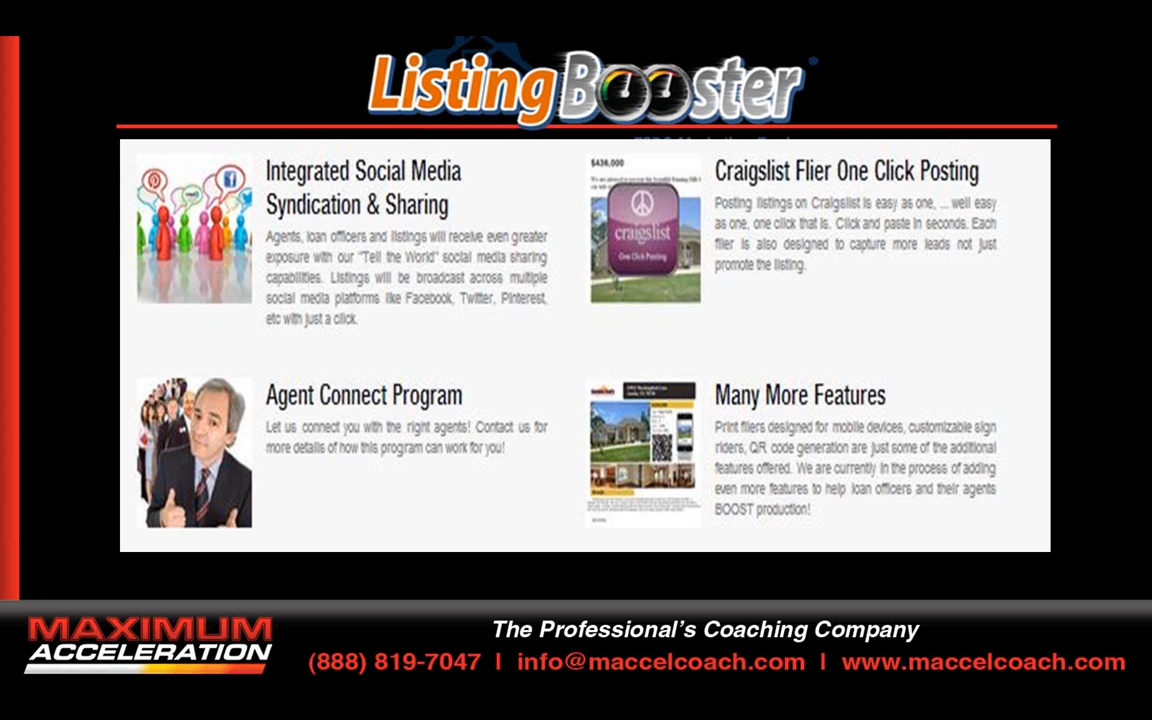 ListingBooster®
Integrated Social Media
Syndication & Sharing
Agents, loan officers and listings will receive even greater
exposure with our "Tell the World" social media sharing
capabilities. Listings will be broadcast across multiple
social media platforms like Facebook, Twitter, Pinterest,
etc with just a click.
$436,000
craigslist
One Click Posting
Craigslist Flier One Click Posting
Posting listings on Craigslist is easy as one, ... well easy
as one, one click that is. Click and paste in seconds. Each
flier is also designed to capture more leads not just
promote the listing.
Agent Connect Program
Let us connect you with the right agents! Contact us for
more details of how this program can work for you!
Many More Features
Print fliers designed for mobile devices, customizable sign
riders, QR code generation are just some of the additional
features offered. We are currently in the process of adding
even more features to help loan officers and their agents
BOOST production!
MAXIMUM
ACCELERATION
The Professional's Coaching Company
(888) 819-7047 | info@maccelcoach.com | www.maccelcoach.com